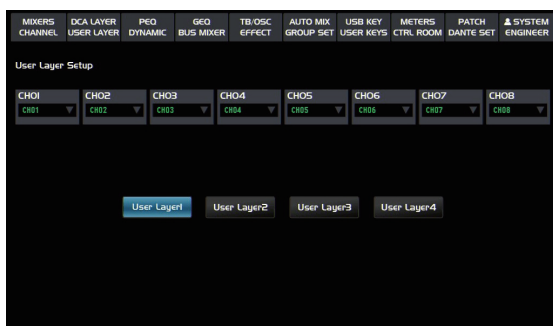 MIXERS DCA LAYER PEQ GEQ TB/OSC AUTO MIX USB KEY METERS PATCH SYSTEM
CHANNEL USER LAYER DYNAMIC BUS MIXER EFFECT GROUP SET USER KEYS CTRL ROOM DANTE SET ENGINEER
User Layer Setup
CH01 CH02 CH03 CH04 CH05 CH06 CH07 CH08
CH01 CH02 CH03 CH04 CH05 CH06 CH07 CH08
User Layer1 User Layer2 User Layer3 User Layer4